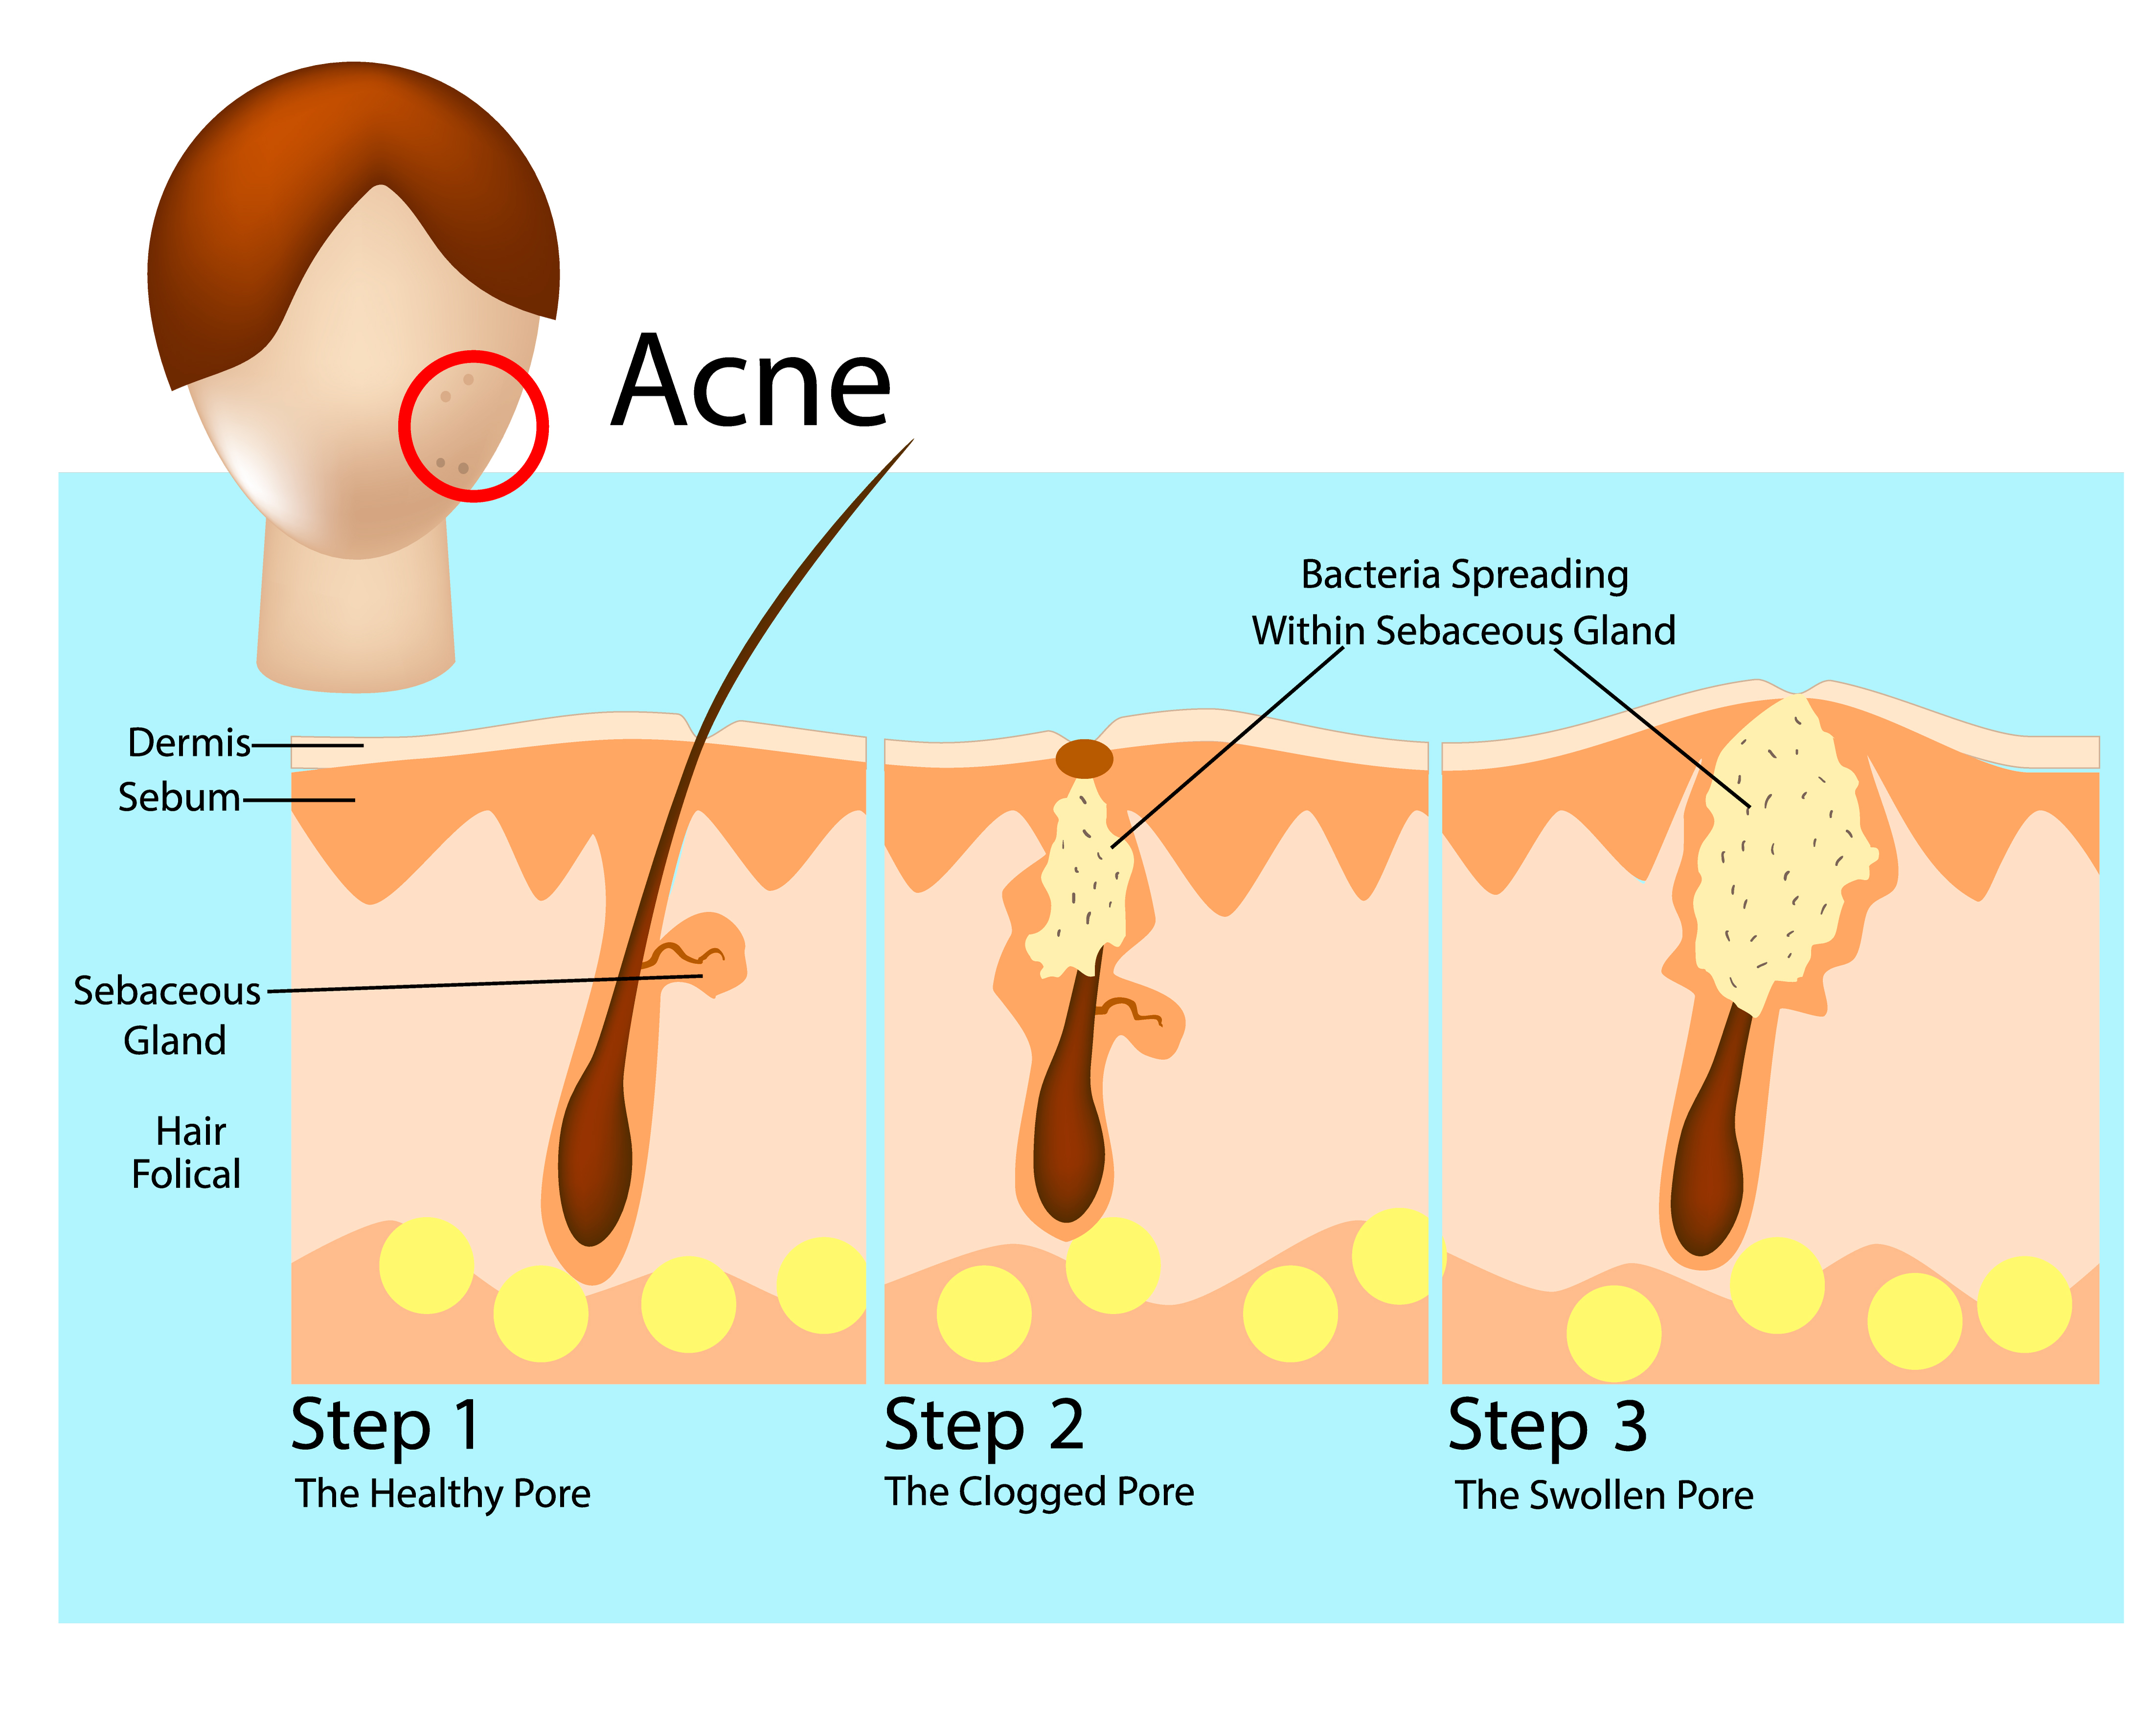 Acne
Bacteria Spreading
Within Sebaceous Gland
Dermis
Sebum
Sebaceous
Gland
Hair
Folical
Step 1
The Healthy Pore
Step 2
The Clogged Pore
Step 3
The Swollen Pore